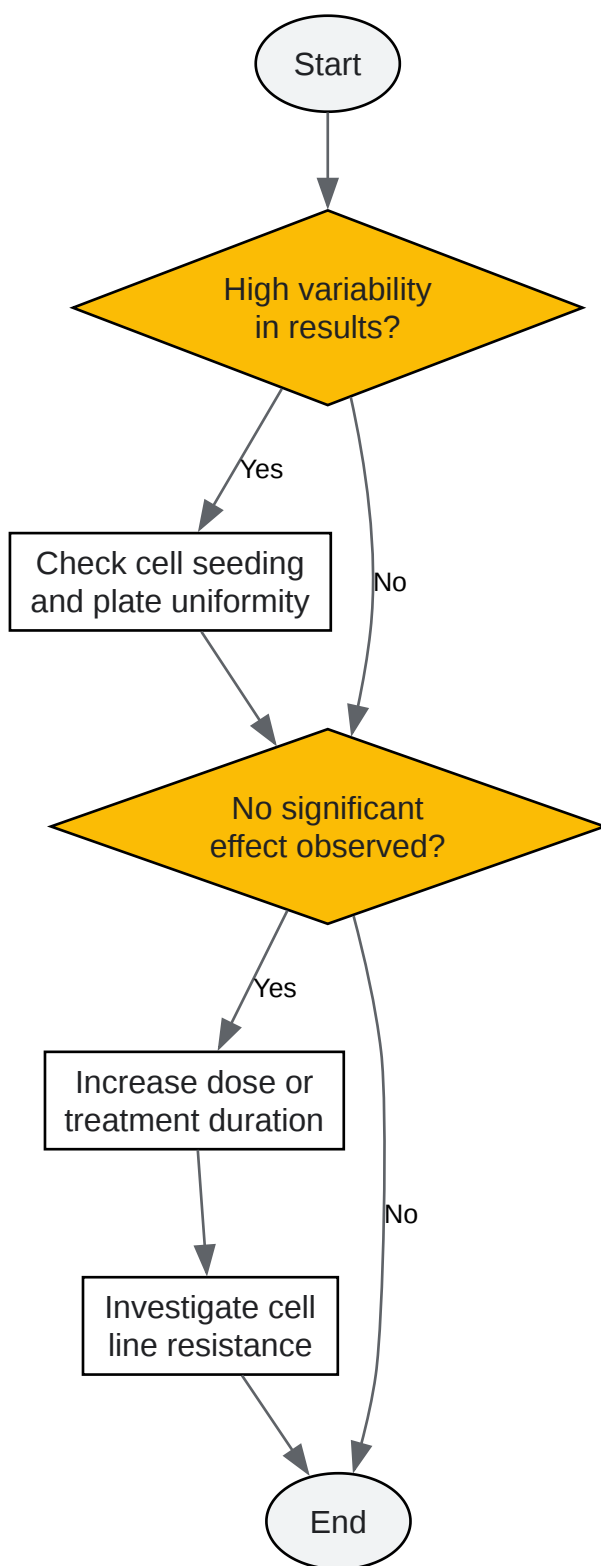 Start
High variability
in results?
Yes
Check cell seeding
and plate uniformity
No
No significant
effect observed?
Yes
Increase dose or
treatment duration
No
Investigate cell
line resistance
End